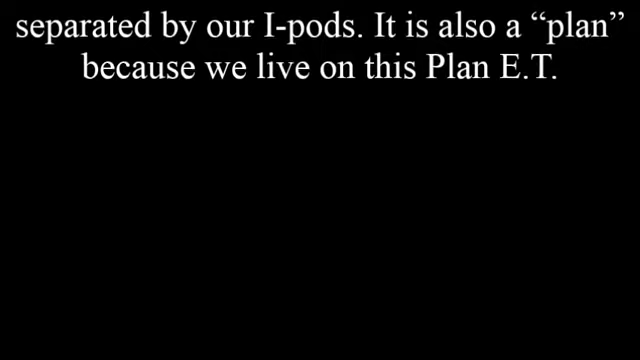 separated by our I-pods. It is also a “plan”
because we live on this Plan E.T.